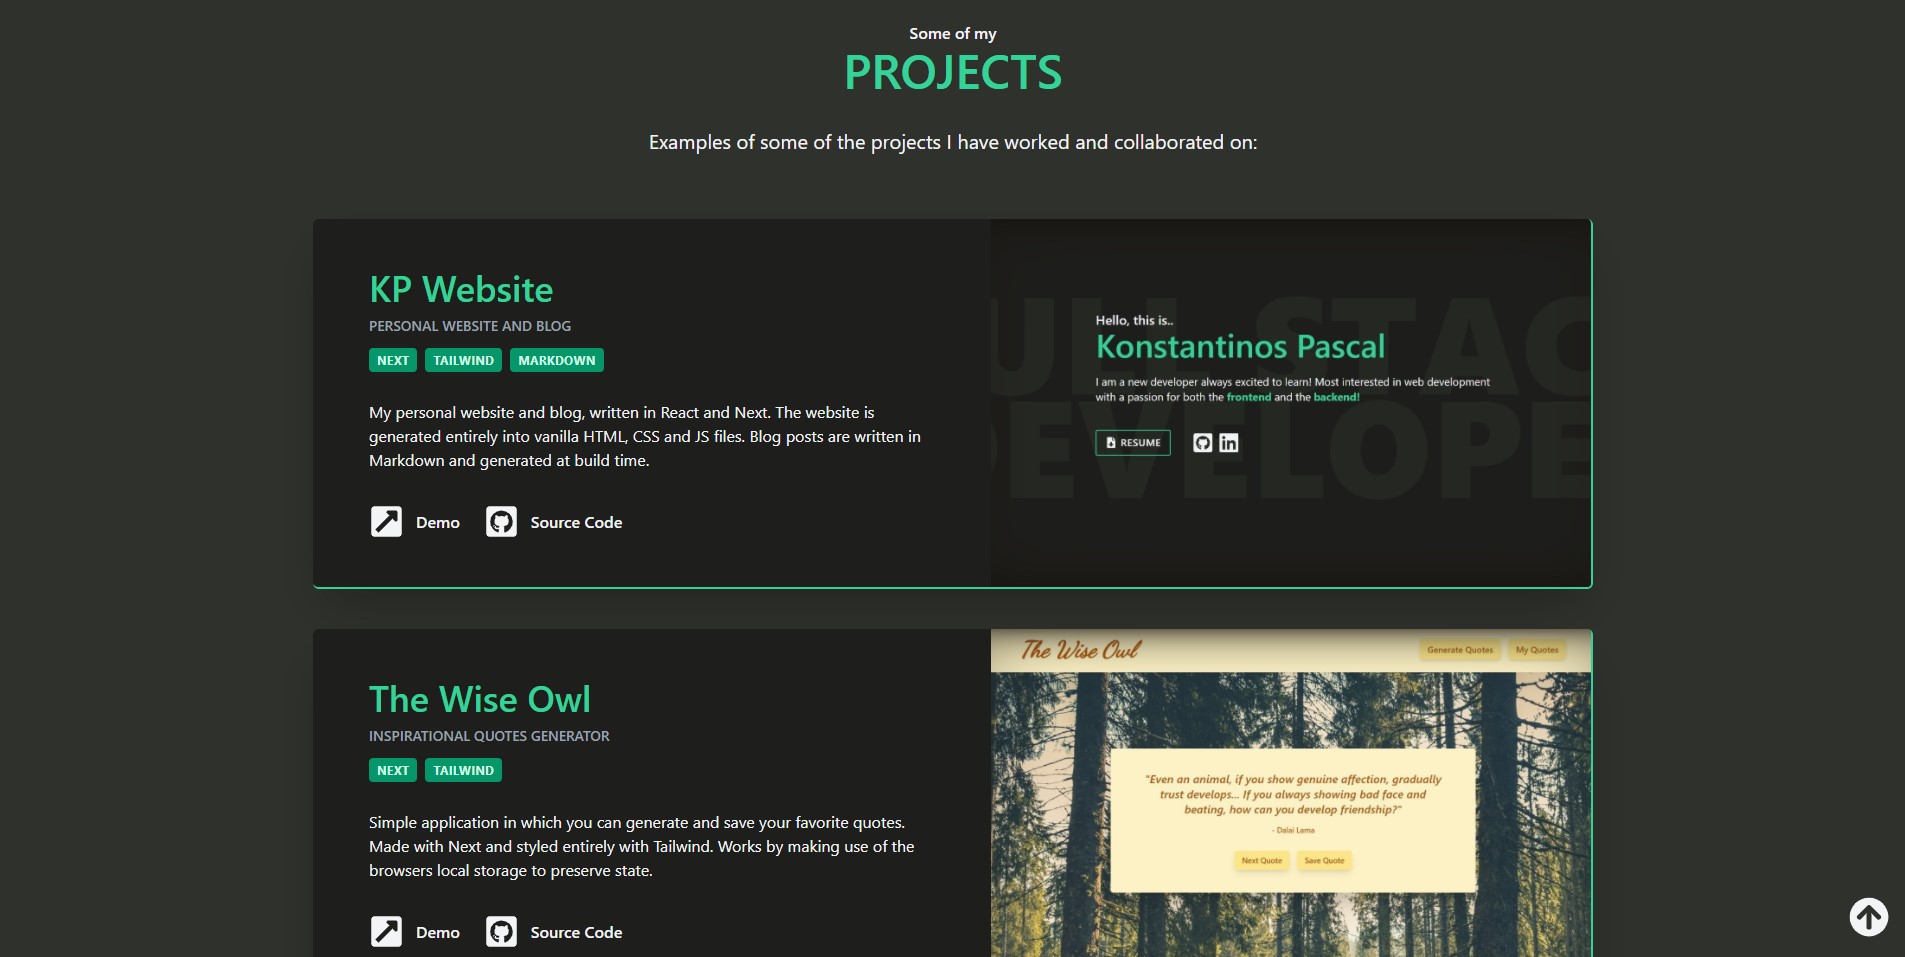 Some of my
PROJECTS
Examples of some of the projects I have worked and collaborated on:
KP Website
PERSONAL WEBSITE AND BLOG
NEXT TAILWIND MARKDOWN
My personal website and blog, written in React and Next. The website is
generated entirely into vanilla HTML, CSS and JS files. Blog posts are written in
Markdown and generated at build time.
Demo Source Code
ULL STAC
DEVELOPE
Hello, this is..
Konstantinos Pascal
I am a new developer always excited to learn! Most interested in web development
with a passion for both the frontend and the backend!
RESUME in
The Wise Owl
INSPIRATIONAL QUOTES GENERATOR
NEXT TAILWIND
Simple application in which you can generate and save your favorite quotes.
Made with Next and styled entirely with Tailwind. Works by making use of the
browsers local storage to preserve state.
Demo Source Code
The Wise Owl Generate Quotes My Quotes
"Even an animal, if you show genuine affection, gradually
trust develops... If you always showing bad face and
beating, how can you develop friendship?"
- Dalai Lama
Next Quote Save Quote